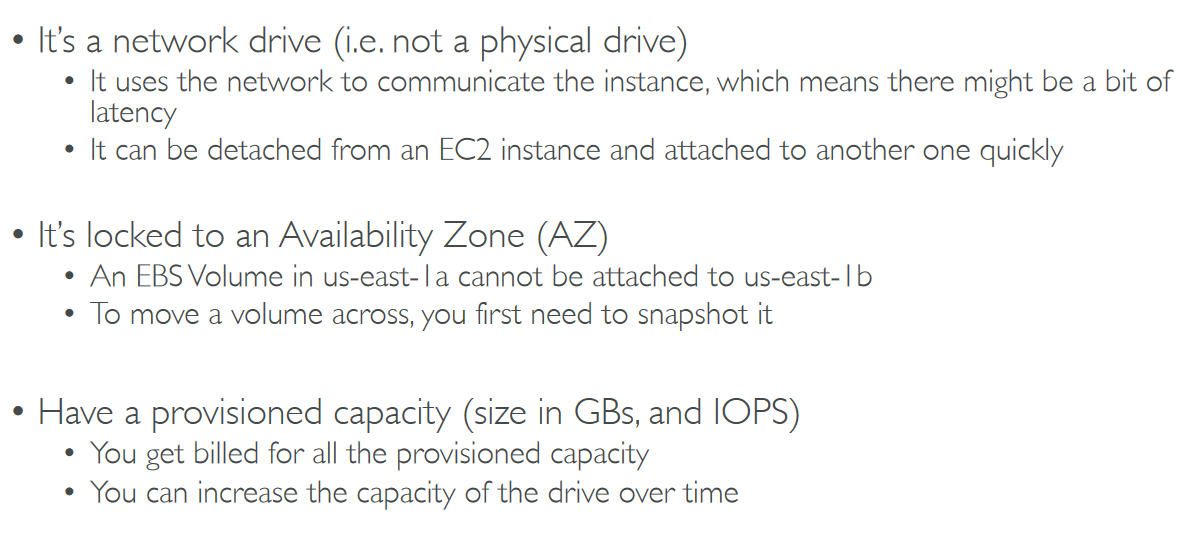 • It's a network drive (i.e. not a physical drive)
• It uses the network to communicate the instance, which means there might be a bit of
latency
• It can be detached from an EC2 instance and attached to another one quickly
• It's locked to an Availability Zone (AZ)
• An EBS Volume in us-east-1a cannot be attached to us-east-1b
• To move a volume across, you first need to snapshot it
• Have a provisioned capacity (size in GBs, and IOPS)
• You get billed for all the provisioned capacity
• You can increase the capacity of the drive over time